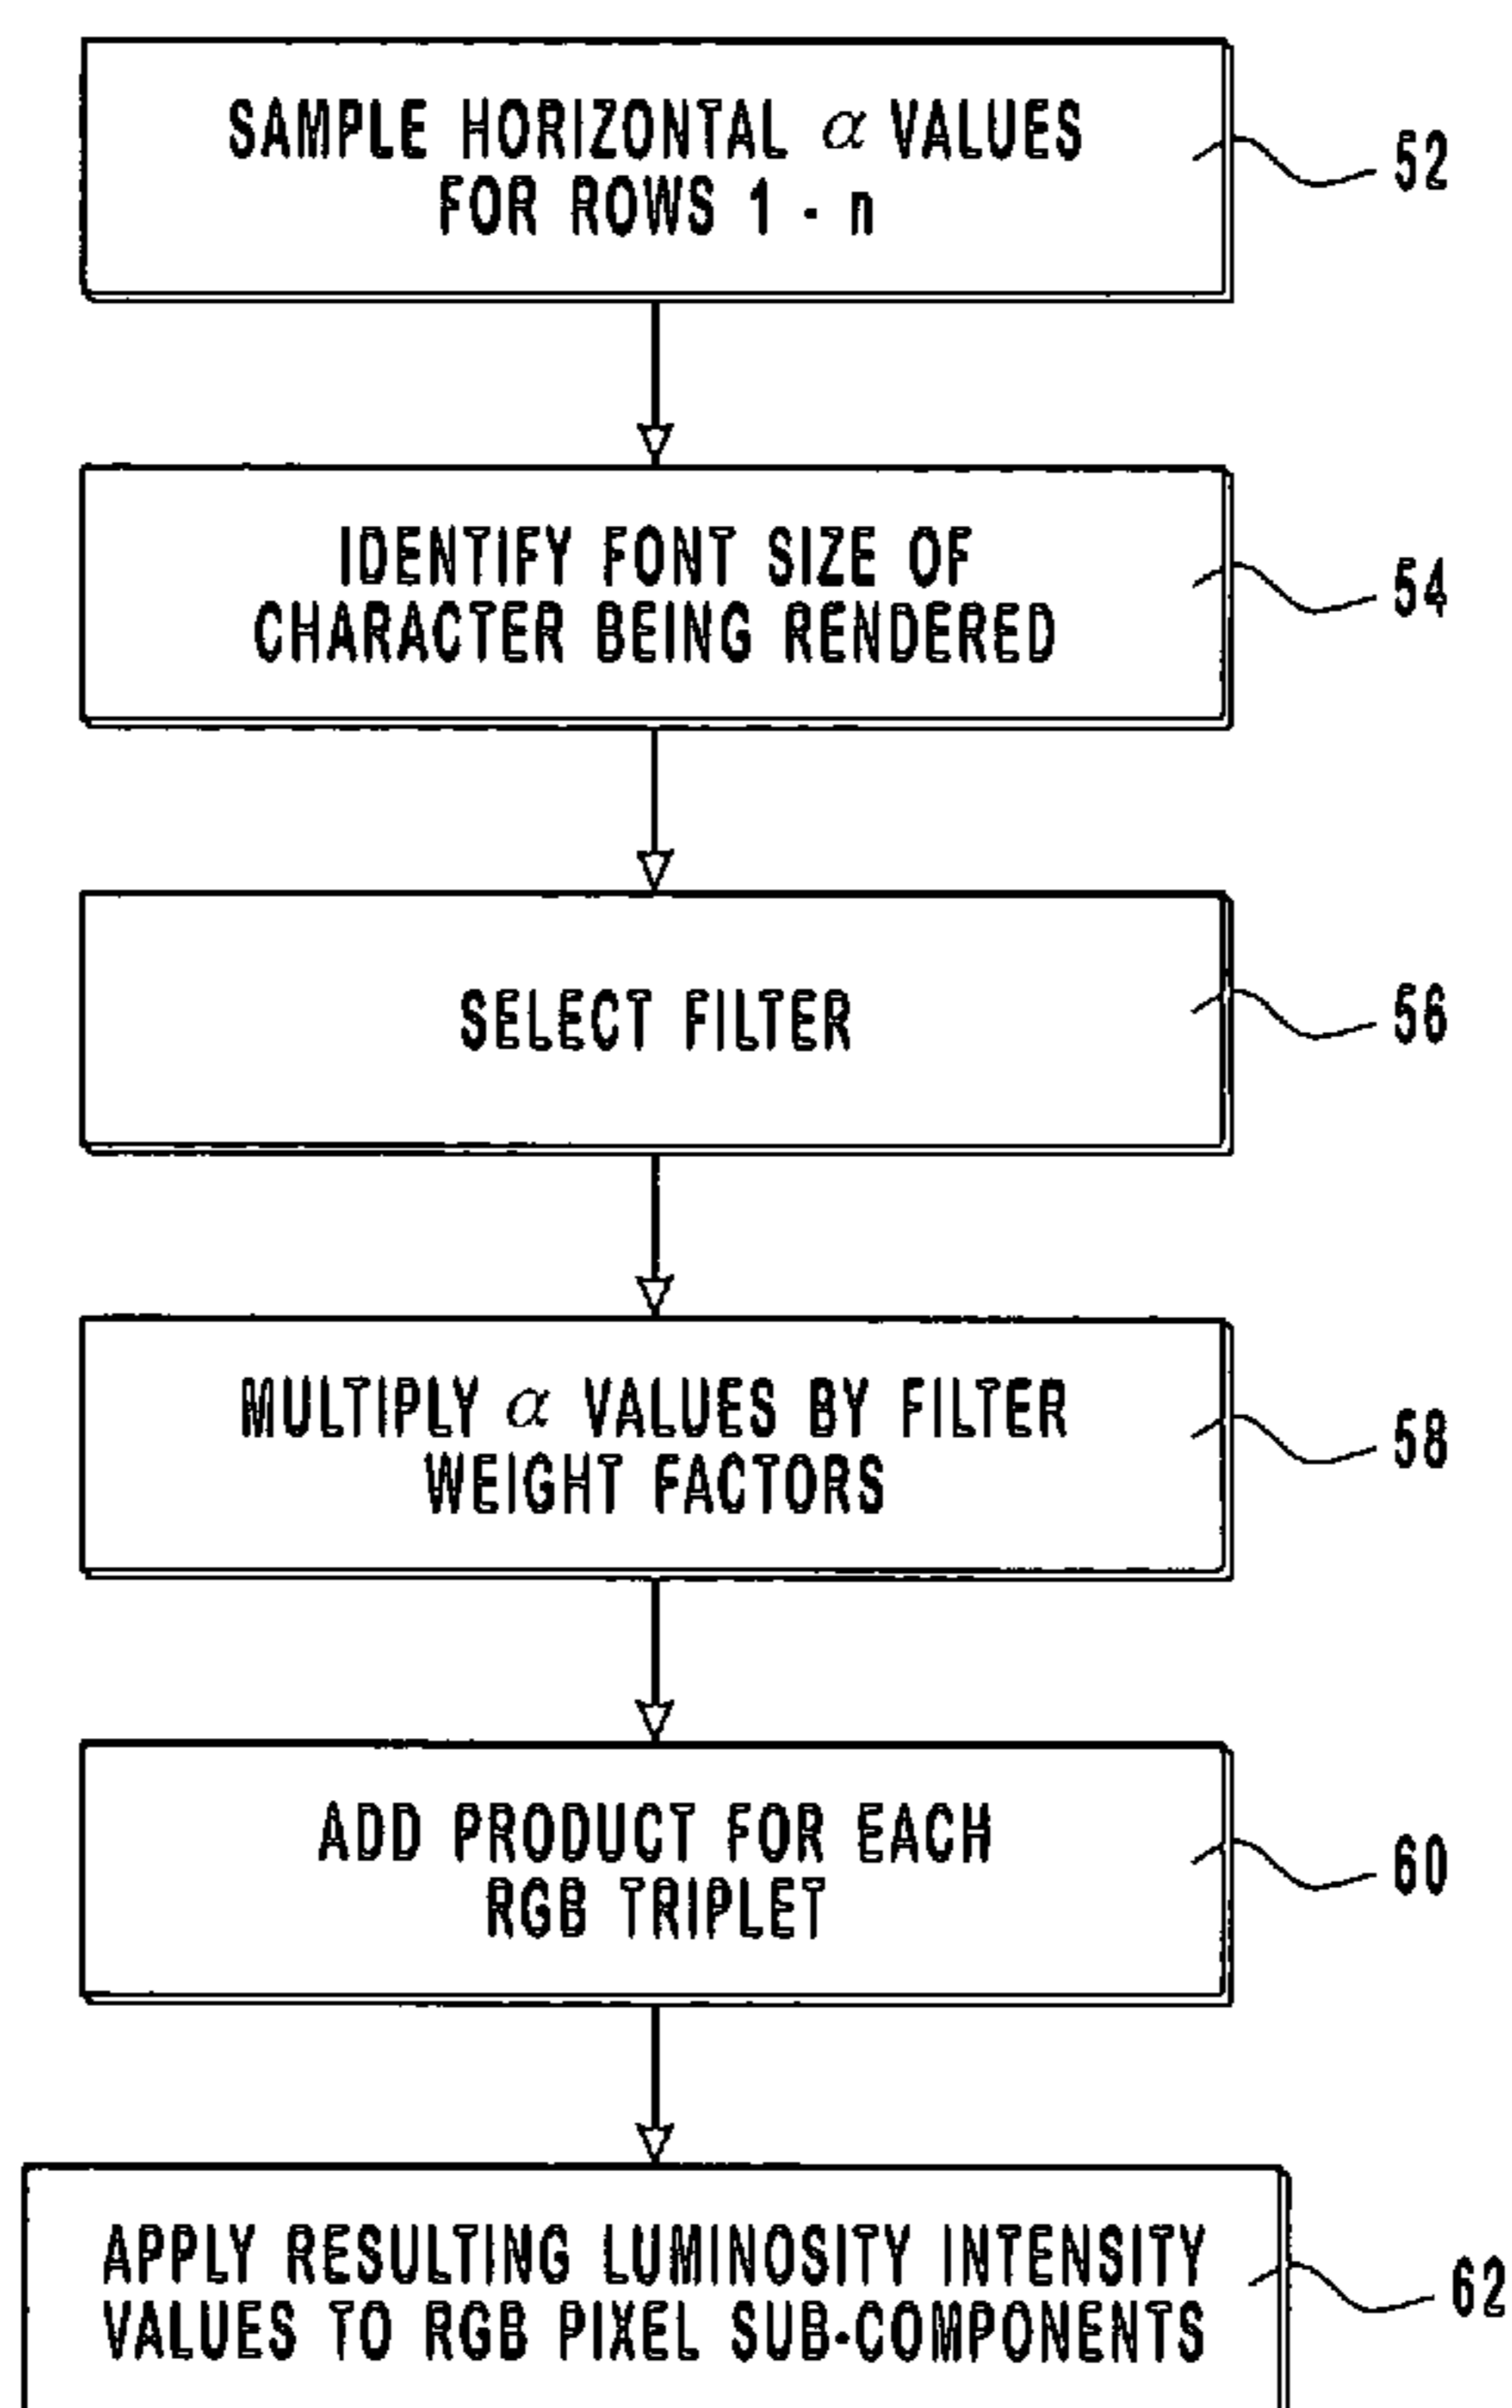 SAMPLE HORIZONTAL α VALUES
FOR ROWS 1 - n
52
IDENTIFY FONT SIZE OF
CHARACTER BEING RENDERED
54
SELECT FILTER
56
MULTIPLY α VALUES BY FILTER
WEIGHT FACTORS
58
ADD PRODUCT FOR EACH
RGB TRIPLET
60
APPLY RESULTING LUMINOSITY INTENSITY
VALUES TO RGB PIXEL SUB-COMPONENTS
62